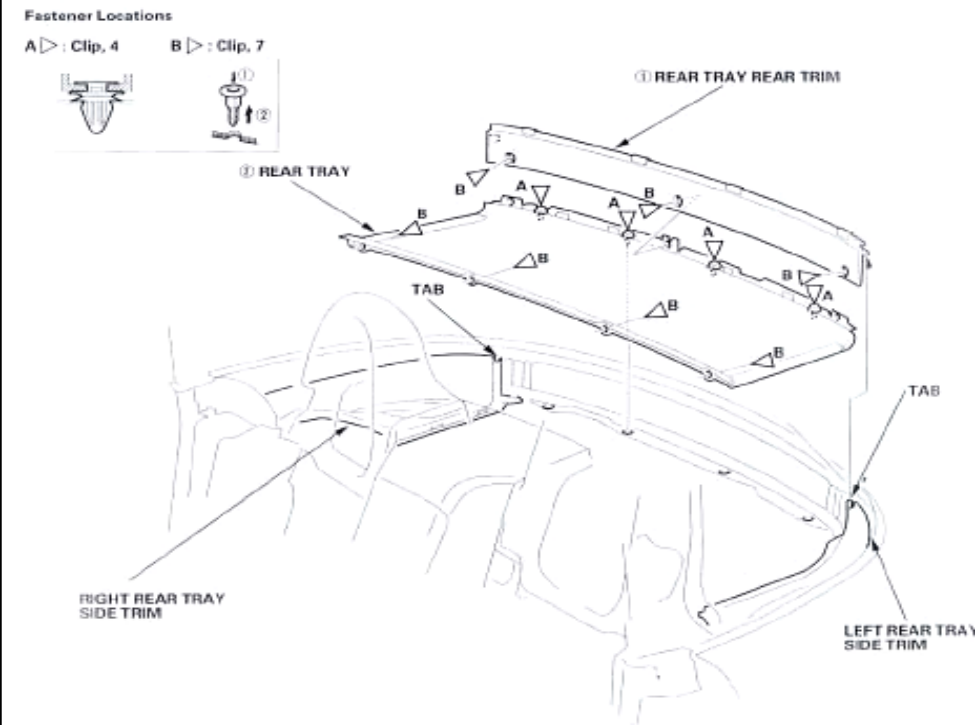 Fastener Locations
A ▷ : Clip, 4
B ▷ : Clip, 7
①
②
① REAR TRAY REAR TRIM
② REAR TRAY
B
A
B
A
B
A
B
B
A
TAB
B
B
TAB
RIGHT REAR TRAY
SIDE TRIM
LEFT REAR TRAY
SIDE TRIM